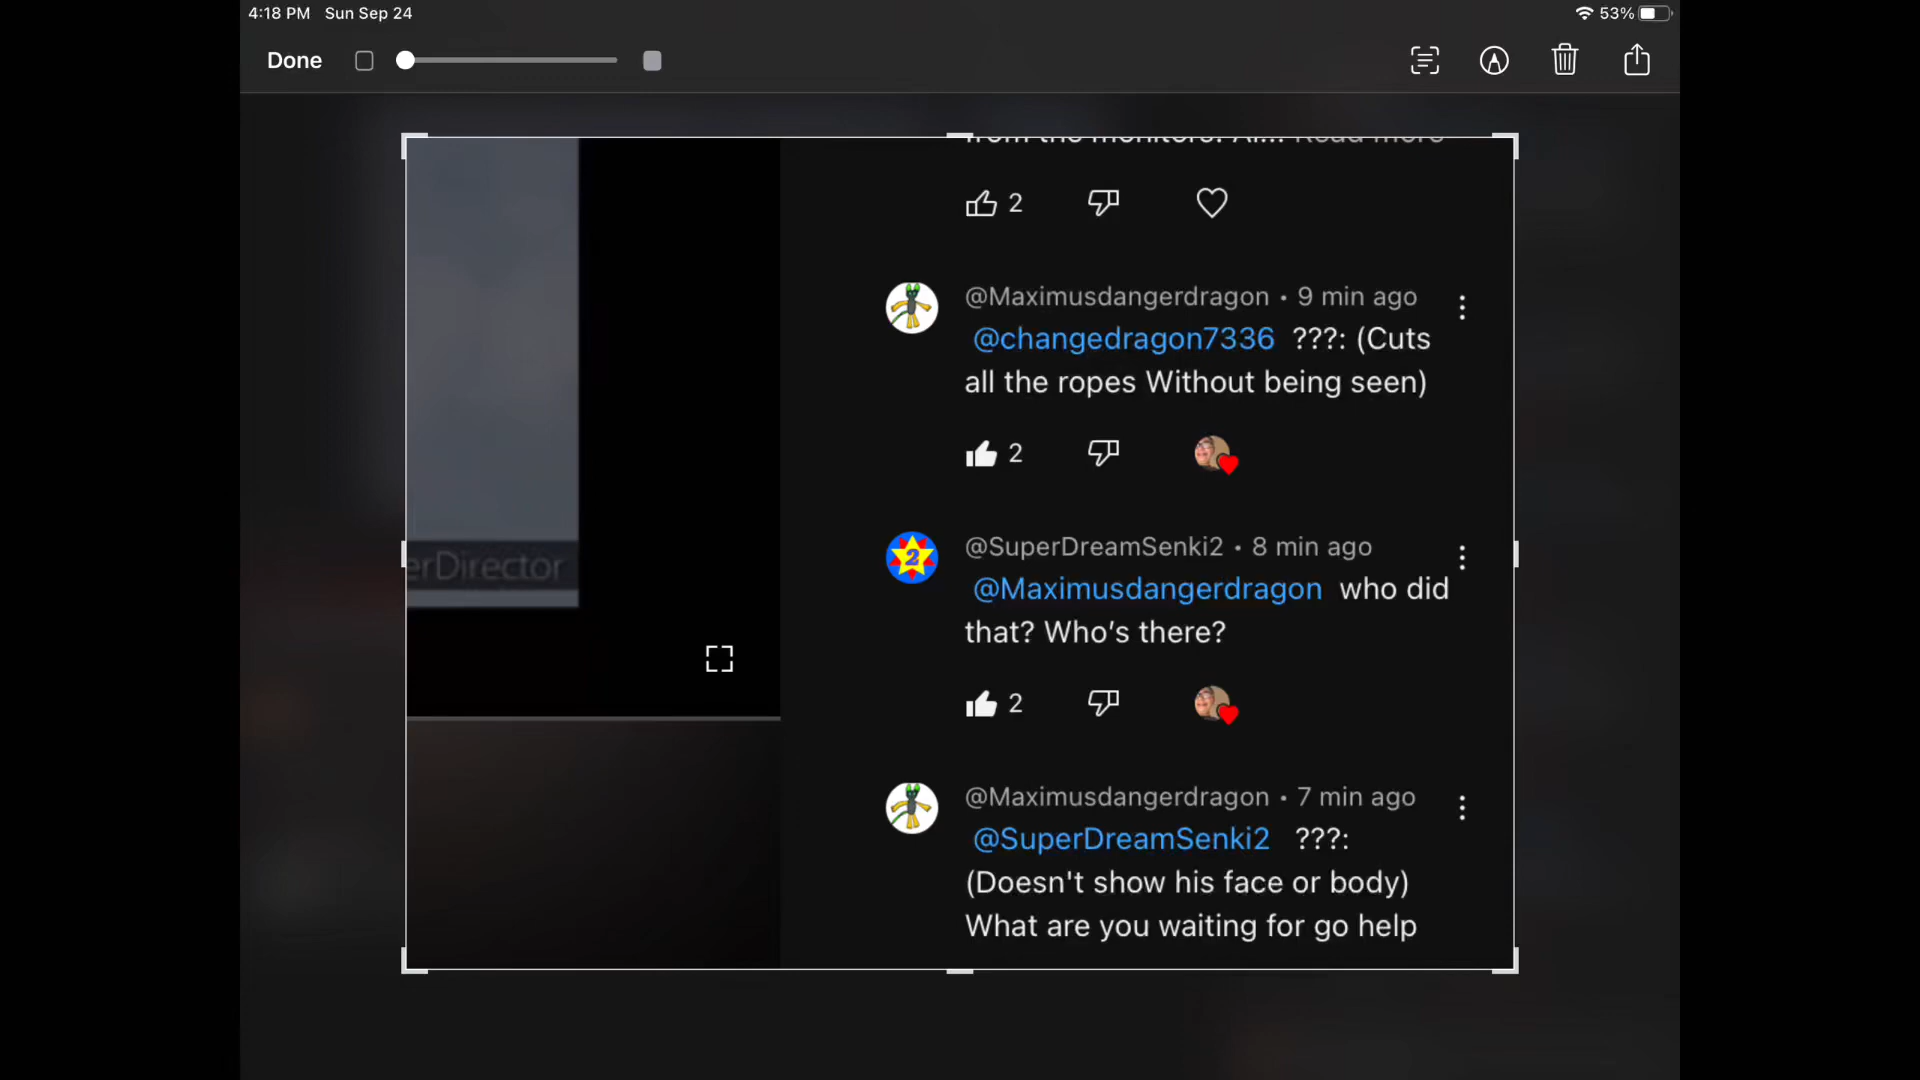 4:18 PM Sun Sep 24
53%
Done
from the monitors! Al... Read more
2
@Maximusdangerdragon • 9 min ago
@changedragon7336 ???: (Cuts
all the ropes Without being seen)
2
2
@SuperDreamSenki2 • 8 min ago
@Maximusdangerdragon who did
that? Who's there?
erDirector
2
@Maximusdangerdragon • 7 min ago
@SuperDreamSenki2 ???:
(Doesn't show his face or body)
What are you waiting for go help